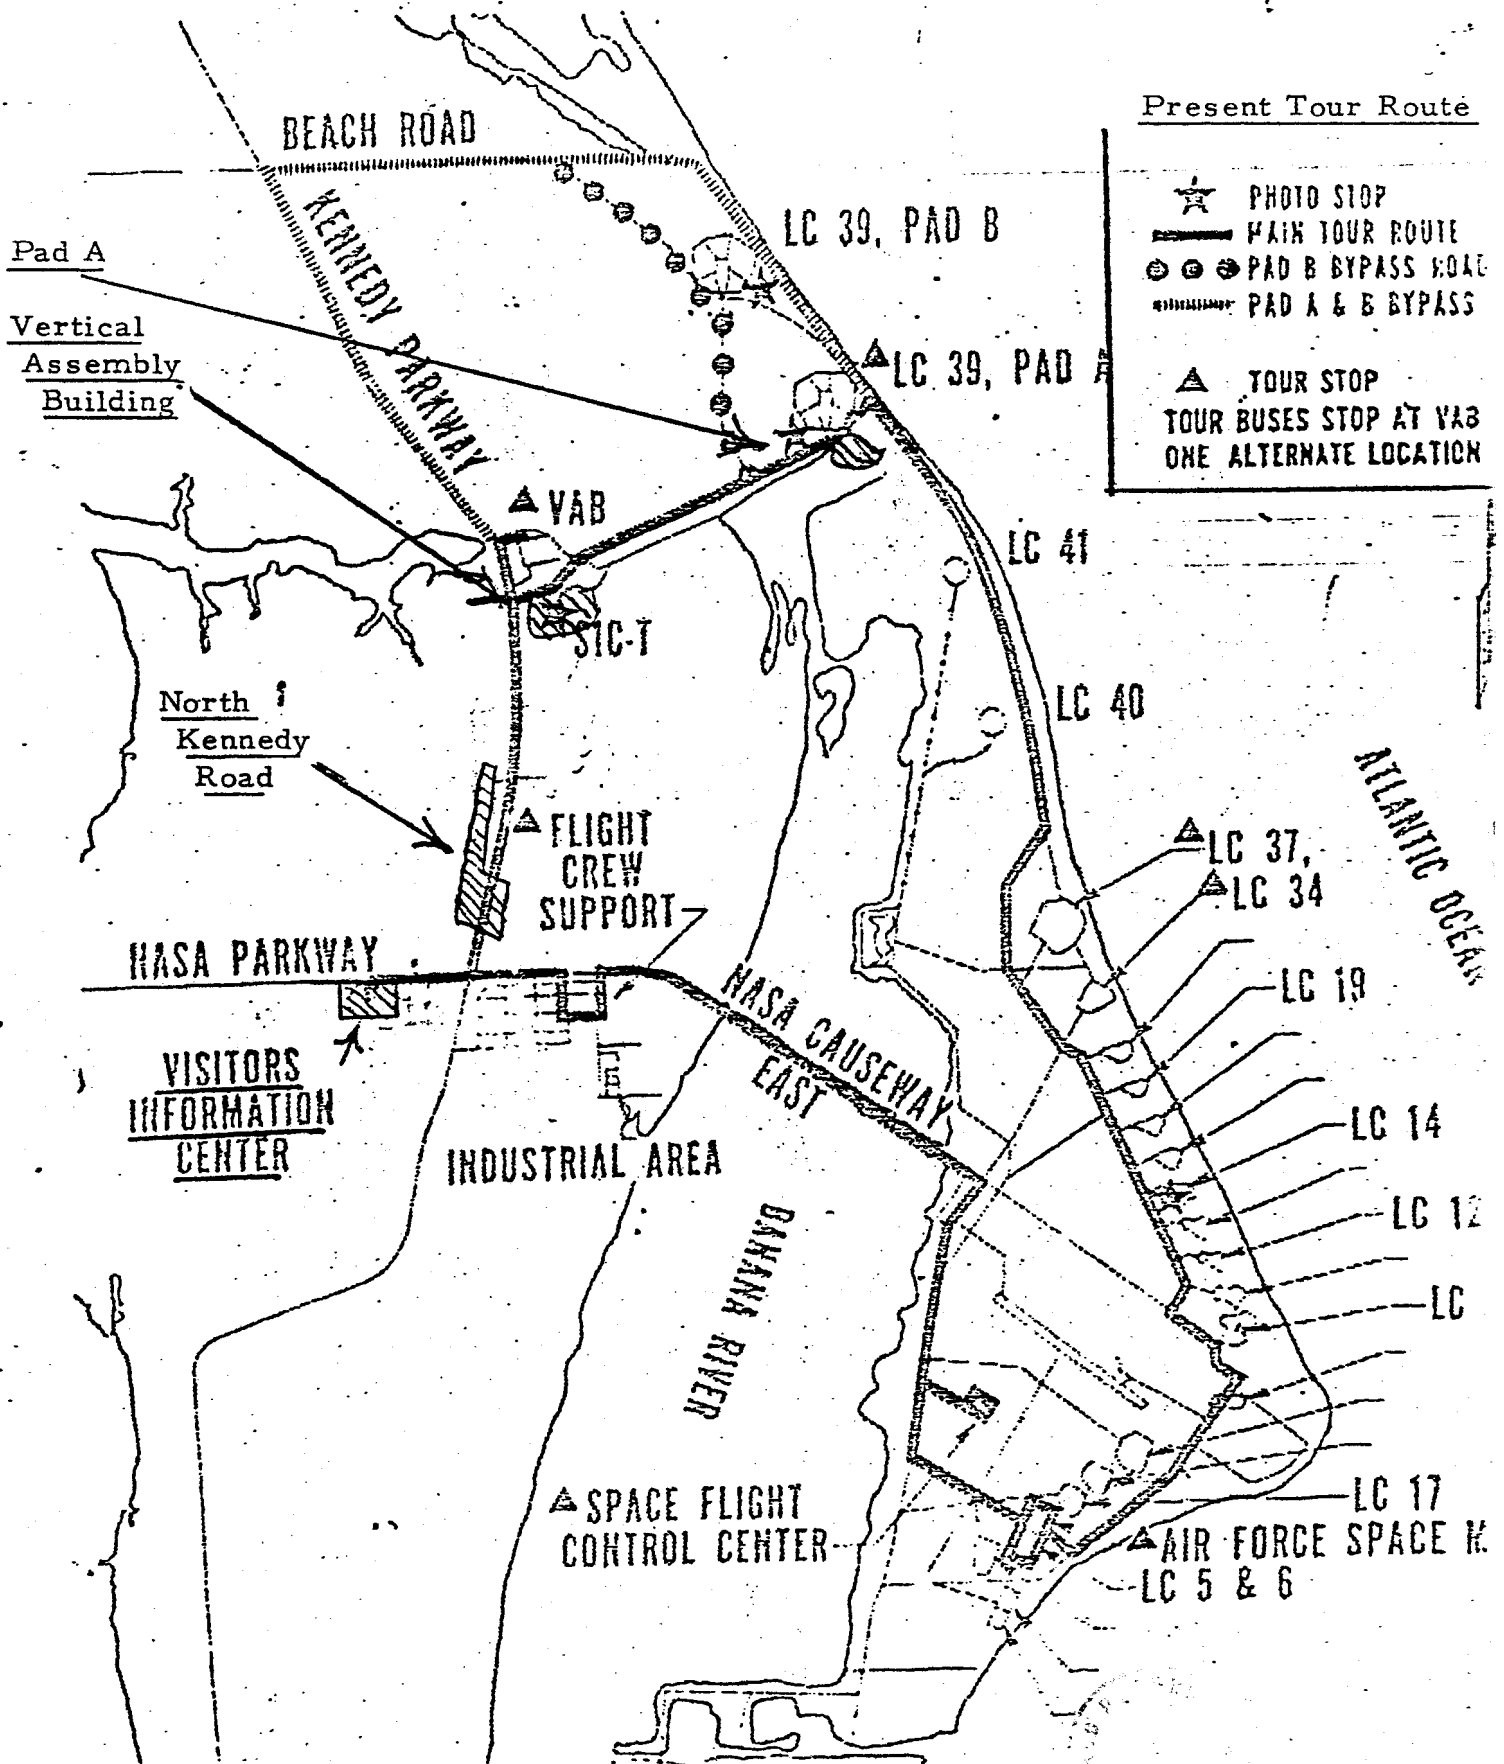 Present Tour Route
PHOTO STOP
MAIN TOUR ROUTE
PAD B BYPASS ROAD
PAD A & B BYPASS
TOUR STOP
TOUR BUSES STOP AT VAB
ONE ALTERNATE LOCATION
BEACH ROAD
KENNEDY PARKWAY
LC 39, PAD B
Pad A
Vertical
Assembly
Building
LC 39, PAD A
VAB
LC 41
S1C-T
LC 40
North
Kennedy
Road
ATLANTIC OCEAN
FLIGHT
CREW
SUPPORT
LC 37,
LC 34
NASA PARKWAY
NASA CAUSEWAY
EAST
LC 19
VISITORS
INFORMATION
CENTER
INDUSTRIAL AREA
LC 14
BANANA RIVER
LC 12
LC
SPACE FLIGHT
CONTROL CENTER
LC 17
AIR FORCE SPACE M
LC 5 & 6